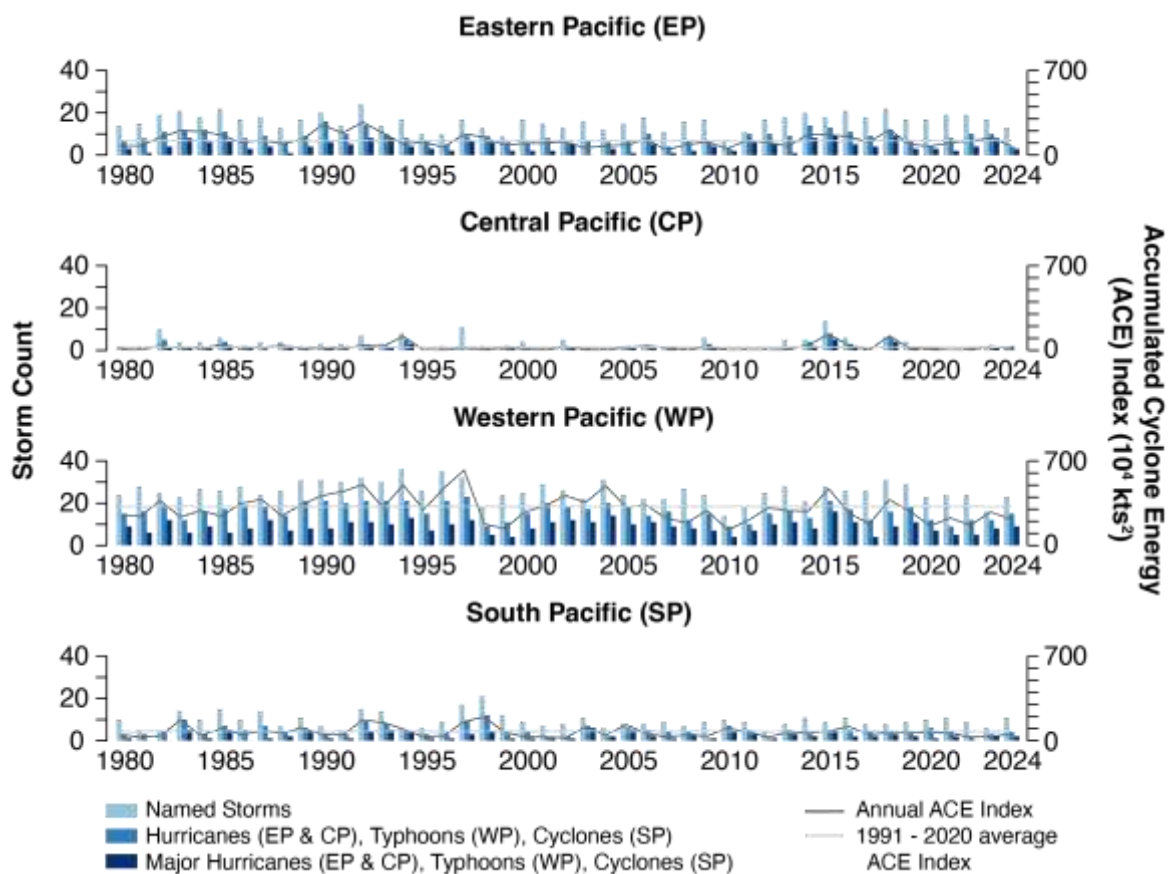 Eastern Pacific (EP)
40
20
0
700
0
1980 1985 1990 1995 2000 2005 2010 2015 2020 2024
Central Pacific (CP)
40
20
0
700
0
1980 1985 1990 1995 2000 2005 2010 2015 2020 2024
Storm Count
Accumulated Cyclone Energy
(ACE) Index (10⁴ kts²)
Western Pacific (WP)
40
20
0
700
0
1980 1985 1990 1995 2000 2005 2010 2015 2020 2024
South Pacific (SP)
40
20
0
700
0
1980 1985 1990 1995 2000 2005 2010 2015 2020 2024
Named Storms
Hurricanes (EP & CP), Typhoons (WP), Cyclones (SP)
Major Hurricanes (EP & CP), Typhoons (WP), Cyclones (SP)
Annual ACE Index
1991 - 2020 average
ACE Index